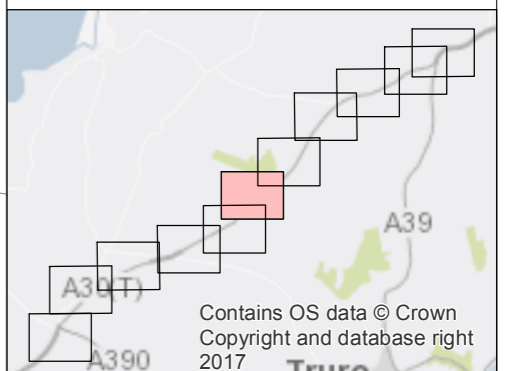 A39
A30(T)
Contains OS data © Crown
Copyright and database right
2017
A390
Truro